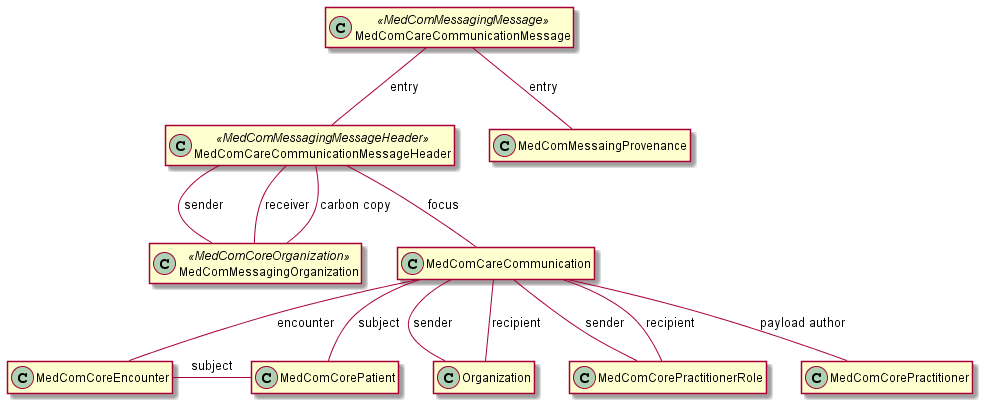 «MedComMessagingMessage»
C MedComCareCommunicationMessage
entry
entry
«MedComMessagingMessageHeader»
C MedComCareCommunicationMessageHeader
C MedComMessaingProvenance
sender
receiver
carbon copy
focus
«MedComCoreOrganization»
C MedComMessagingOrganization
C MedComCareCommunication
encounter
subject
sender
recipient
sender
recipient
payload author
C MedComCoreEncounter
subject
C MedComCorePatient
C Organization
C MedComCorePractitionerRole
C MedComCorePractitioner